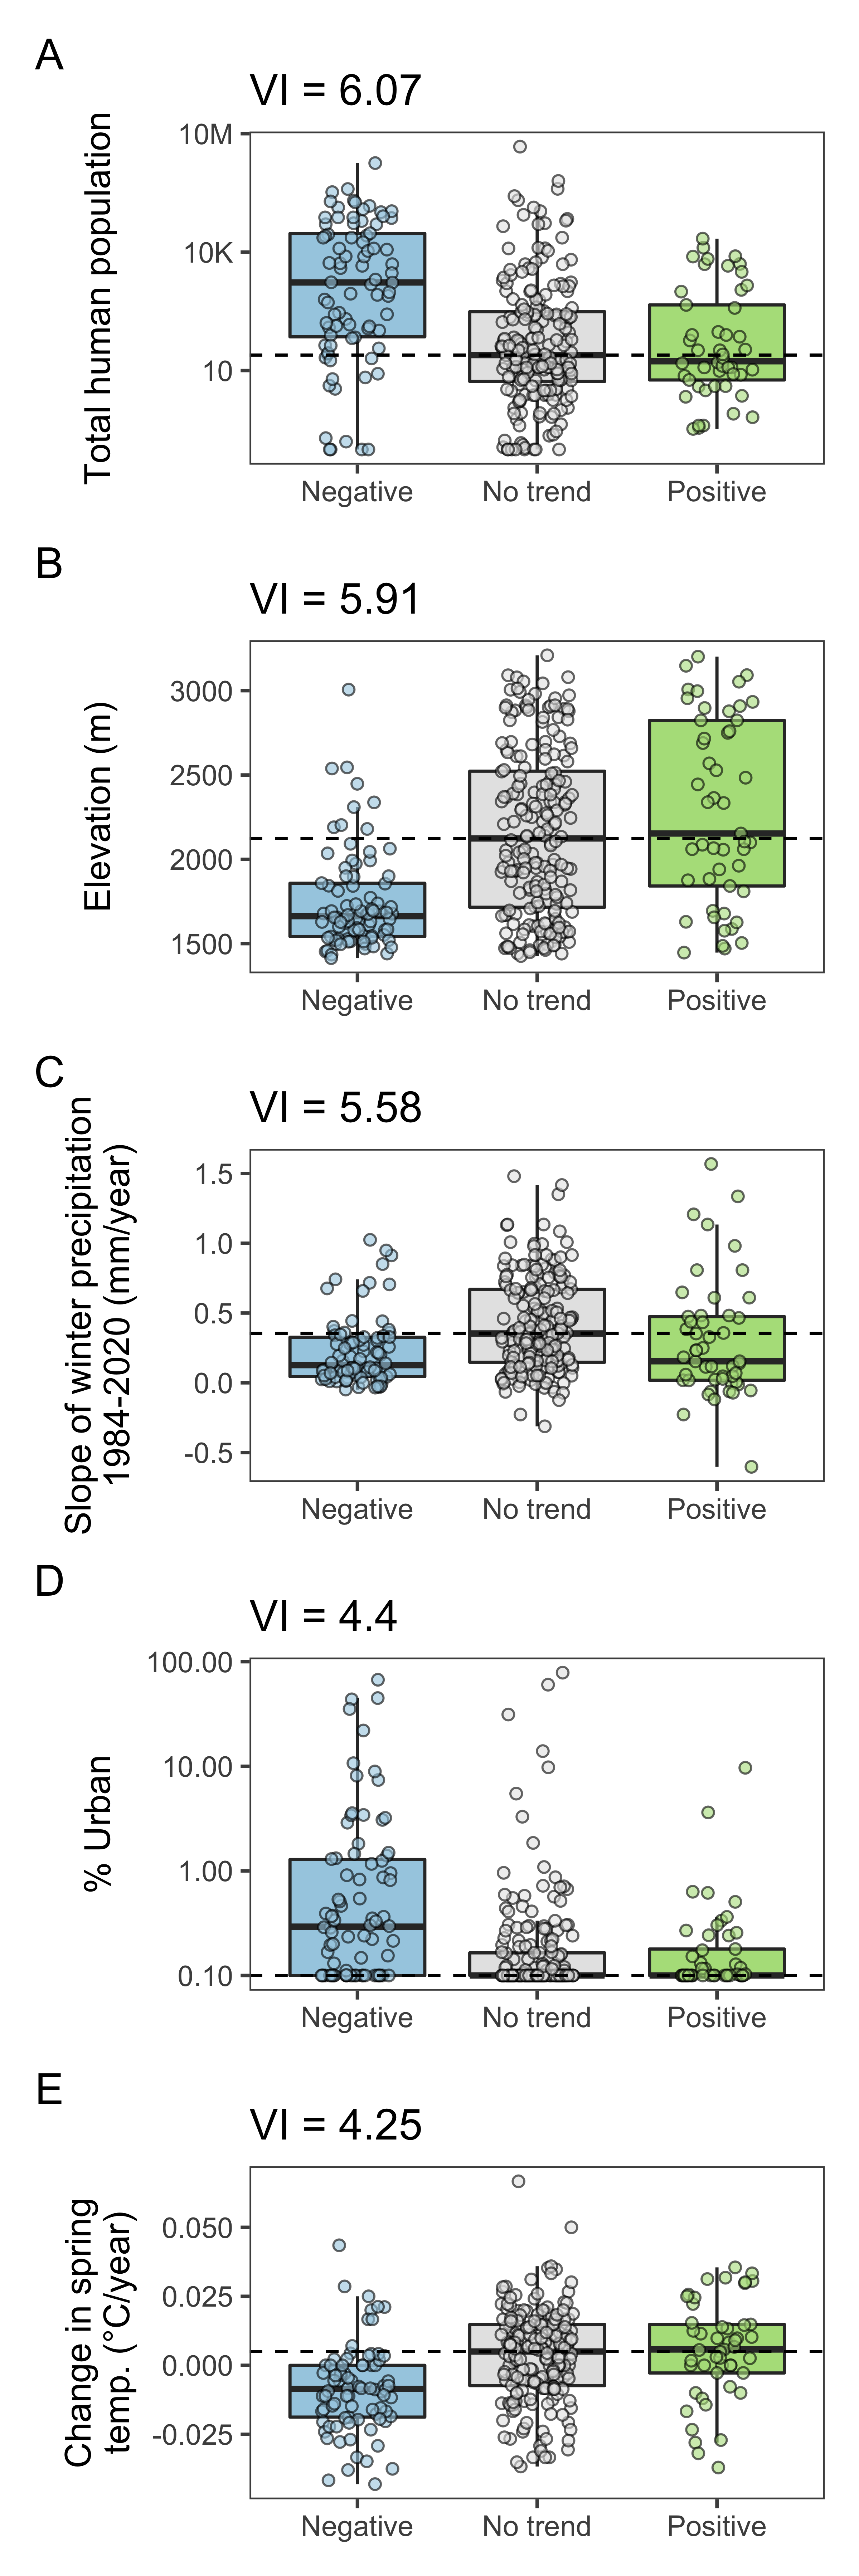 A
VI = 6.07
Total human population
10M
10K
10
Negative
No trend
Positive
B
VI = 5.91
Elevation (m)
3000
2500
2000
1500
Negative
No trend
Positive
C
VI = 5.58
Slope of winter precipitation
1984-2020 (mm/year)
1.5
1.0
0.5
0.0
-0.5
Negative
No trend
Positive
D
VI = 4.4
% Urban
100.00
10.00
1.00
0.10
Negative
No trend
Positive
E
VI = 4.25
Change in spring
temp. (°C/year)
0.050
0.025
0.000
-0.025
Negative
No trend
Positive